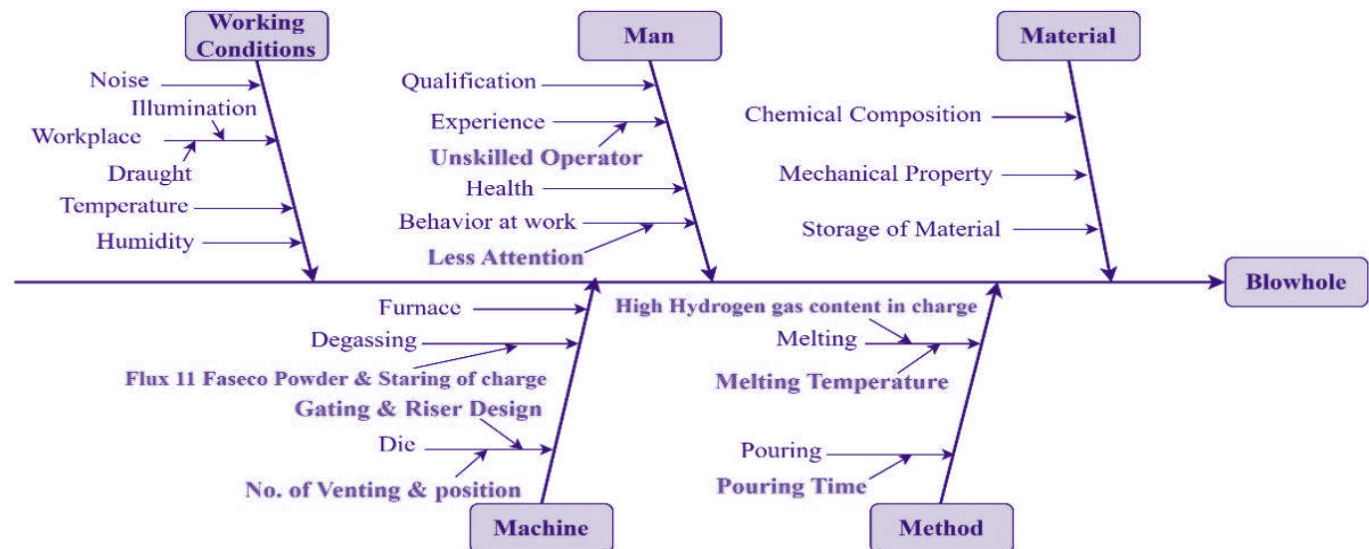 Working
Conditions
Man
Material
Noise
Illumination
Workplace
Draught
Temperature
Humidity
Qualification
Experience
Unskilled Operator
Health
Behavior at work
Less Attention
Chemical Composition
Mechanical Property
Storage of Material
Blowhole
Furnace
Degassing
Flux 11 Faseco Powder & Staring of charge
Gating & Riser Design
Die
No. of Venting & position
Machine
High Hydrogen gas content in charge
Melting
Melting Temperature
Pouring
Pouring Time
Method